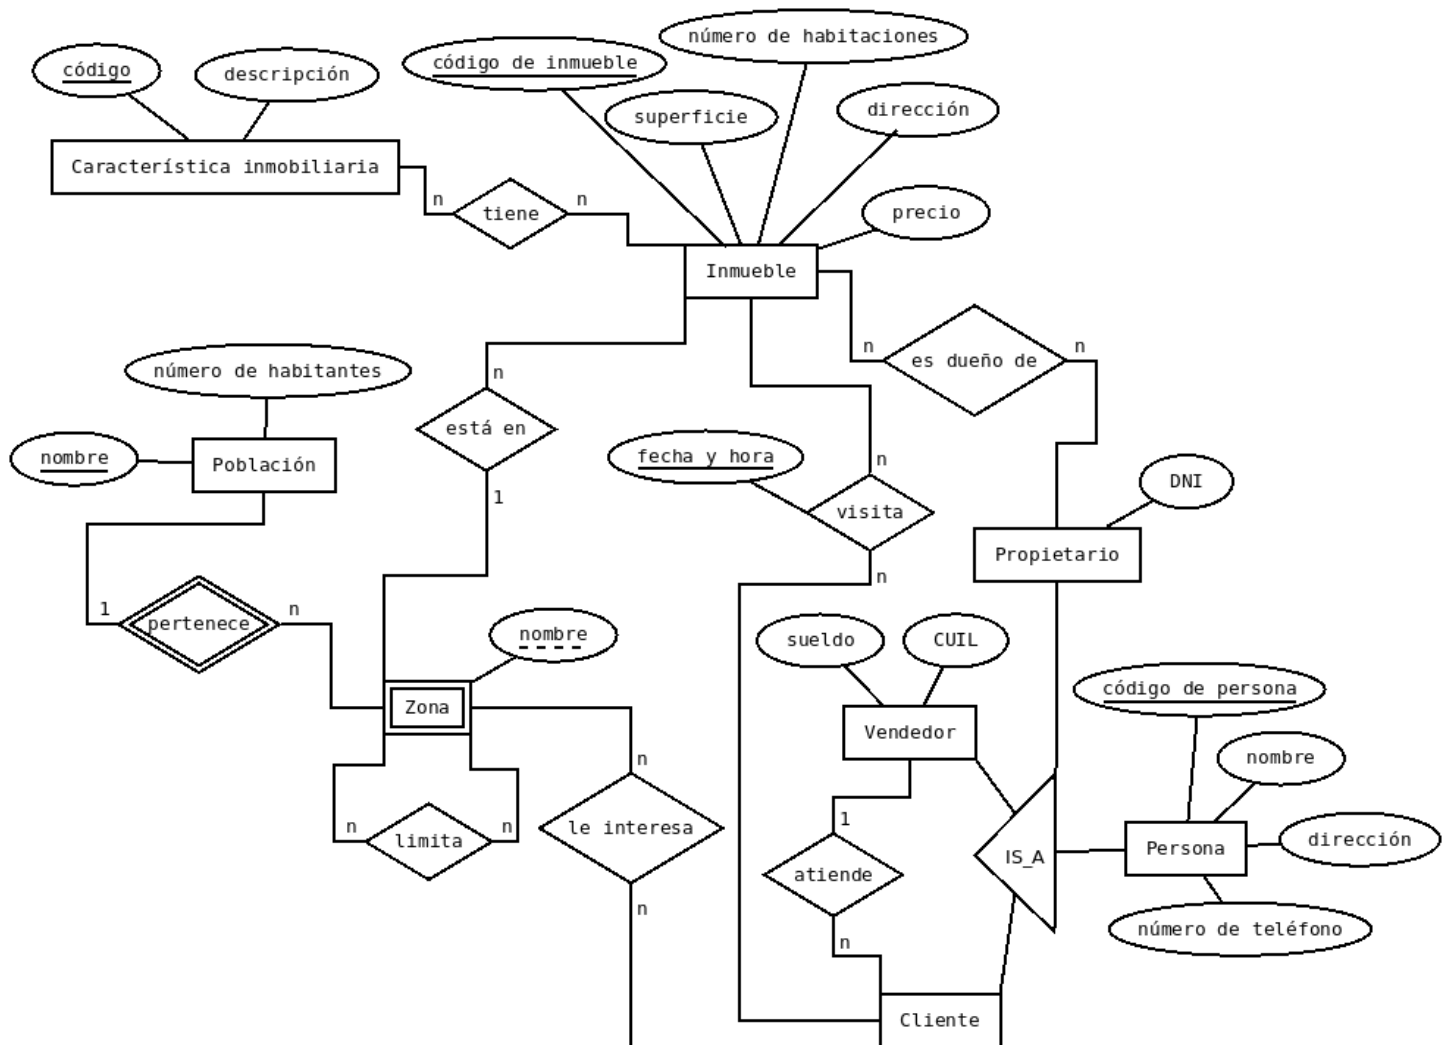 número de habitaciones
código
descripción
código de inmueble
superficie
dirección
Característica inmobiliaria
n
tiene
n
precio
Inmueble
número de habitantes
n
está en
1
n
es dueño de
n
nombre
Población
fecha y hora
n
visita
n
DNI
Propietario
1
pertenece
n
nombre
sueldo
CUIL
Zona
Vendedor
código de persona
nombre
n
limita
n
n
le interesa
n
1
atiende
n
IS_A
Persona
dirección
número de teléfono
Cliente